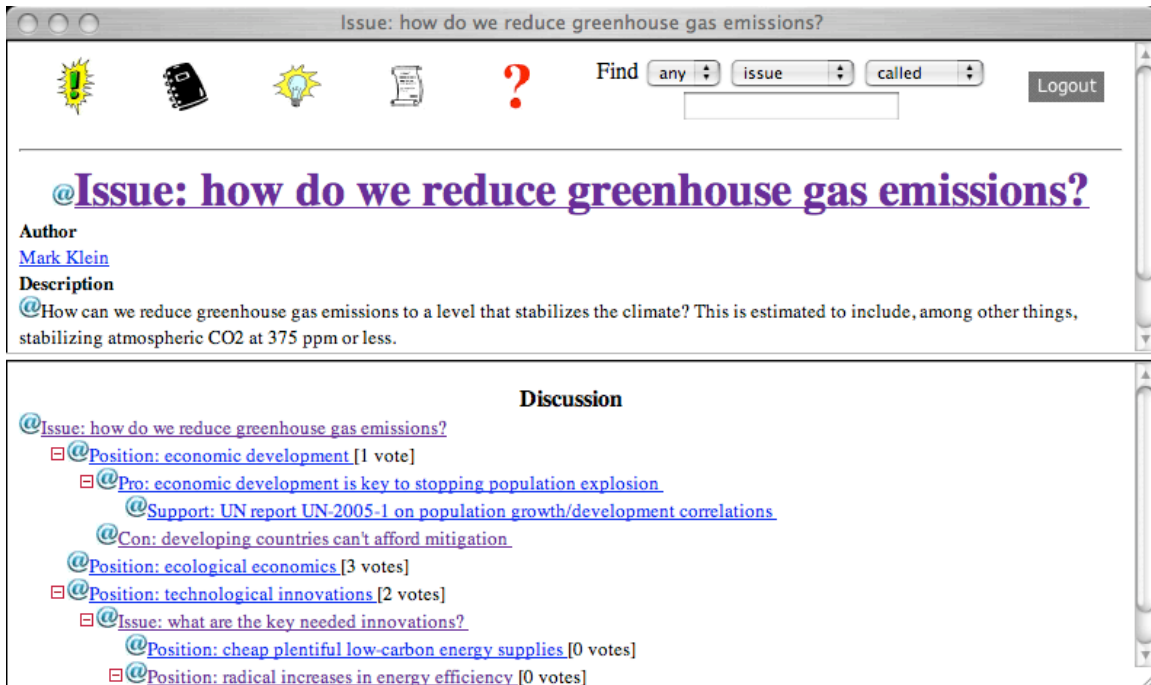 Issue: how do we reduce greenhouse gas emissions?
Find any issue called
Logout
@Issue: how do we reduce greenhouse gas emissions?
Author
Mark Klein
Description
@How can we reduce greenhouse gas emissions to a level that stabilizes the climate? This is estimated to include, among other things,
stabilizing atmospheric CO2 at 375 ppm or less.
Discussion
@Issue: how do we reduce greenhouse gas emissions?
@Position: economic development [1 vote]
@Pro: economic development is key to stopping population explosion
@Support: UN report UN-2005-1 on population growth/development correlations
@Con: developing countries can't afford mitigation
@Position: ecological economics [3 votes]
@Position: technological innovations [2 votes]
@Issue: what are the key needed innovations?
@Position: cheap plentiful low-carbon energy supplies [0 votes]
@Position: radical increases in energy efficiency [0 votes]